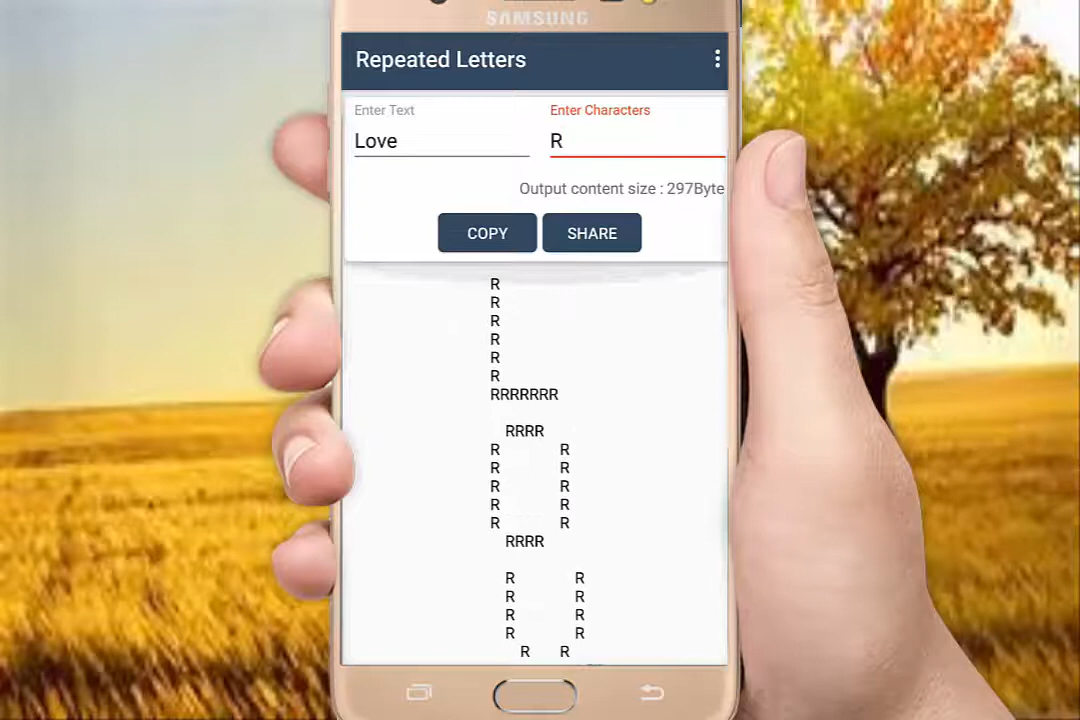 SAMSUNG
Repeated Letters
Enter Text Enter Characters
Love R
Output content size : 297Byte
COPY SHARE
R
R
R
R
R
R
RRRRRRR
RRRR
R R
R R
R R
R R
R R
RRRR
R R
R R
R R
R R
R R